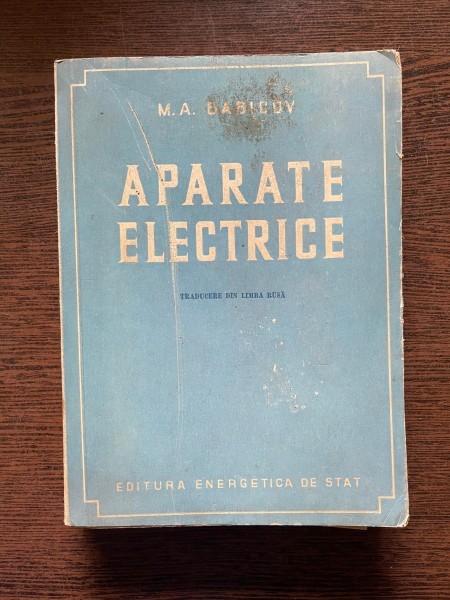 M.A. BABICOV
APARATE
ELECTRICE
TRADUCERE DIN LIMBA RUSĂ
EDITURA ENERGETICA DE STAT